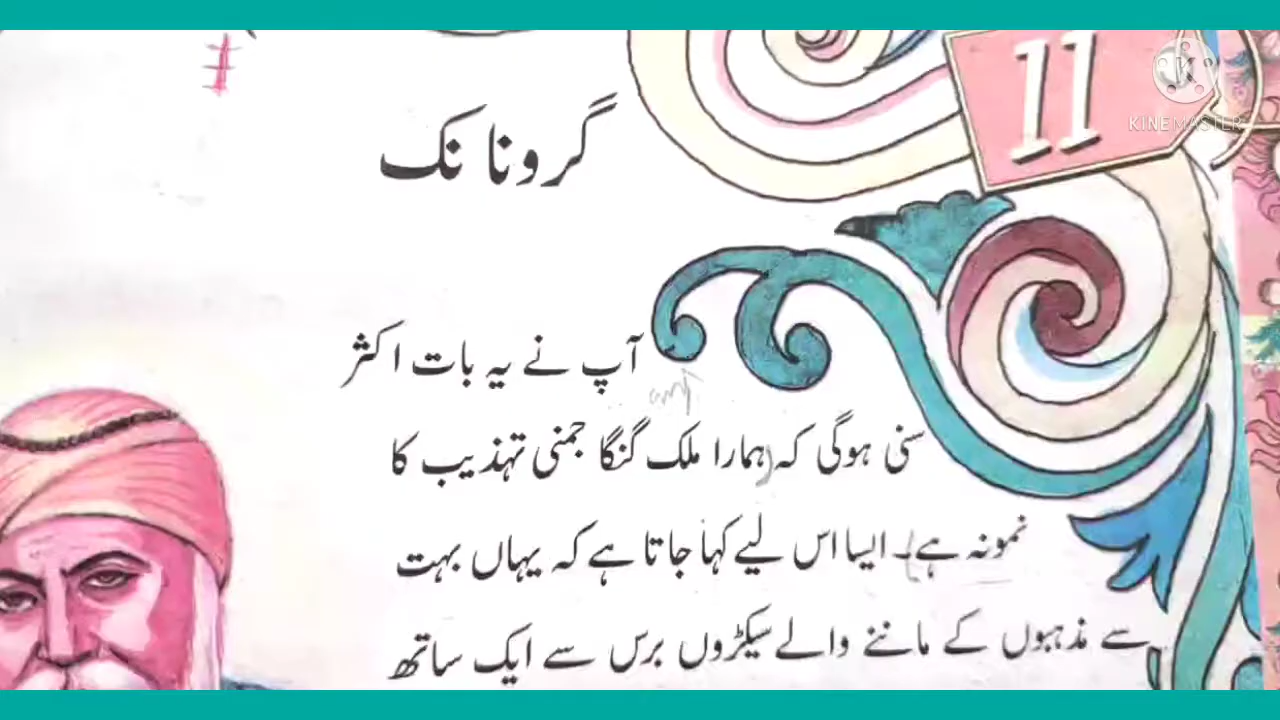 11
KINEMASTER
گرونانک
آپ نے یہ بات اکثر
سنی ہوگی کہ (ہمارا ملک گنگا جمنی تہذیب کا
نمونہ ہے)۔ ایسا اس لیے کہا جاتا ہے کہ یہاں بہت
سے مذہبوں کے ماننے والے سیکڑوں برس سے ایک ساتھ